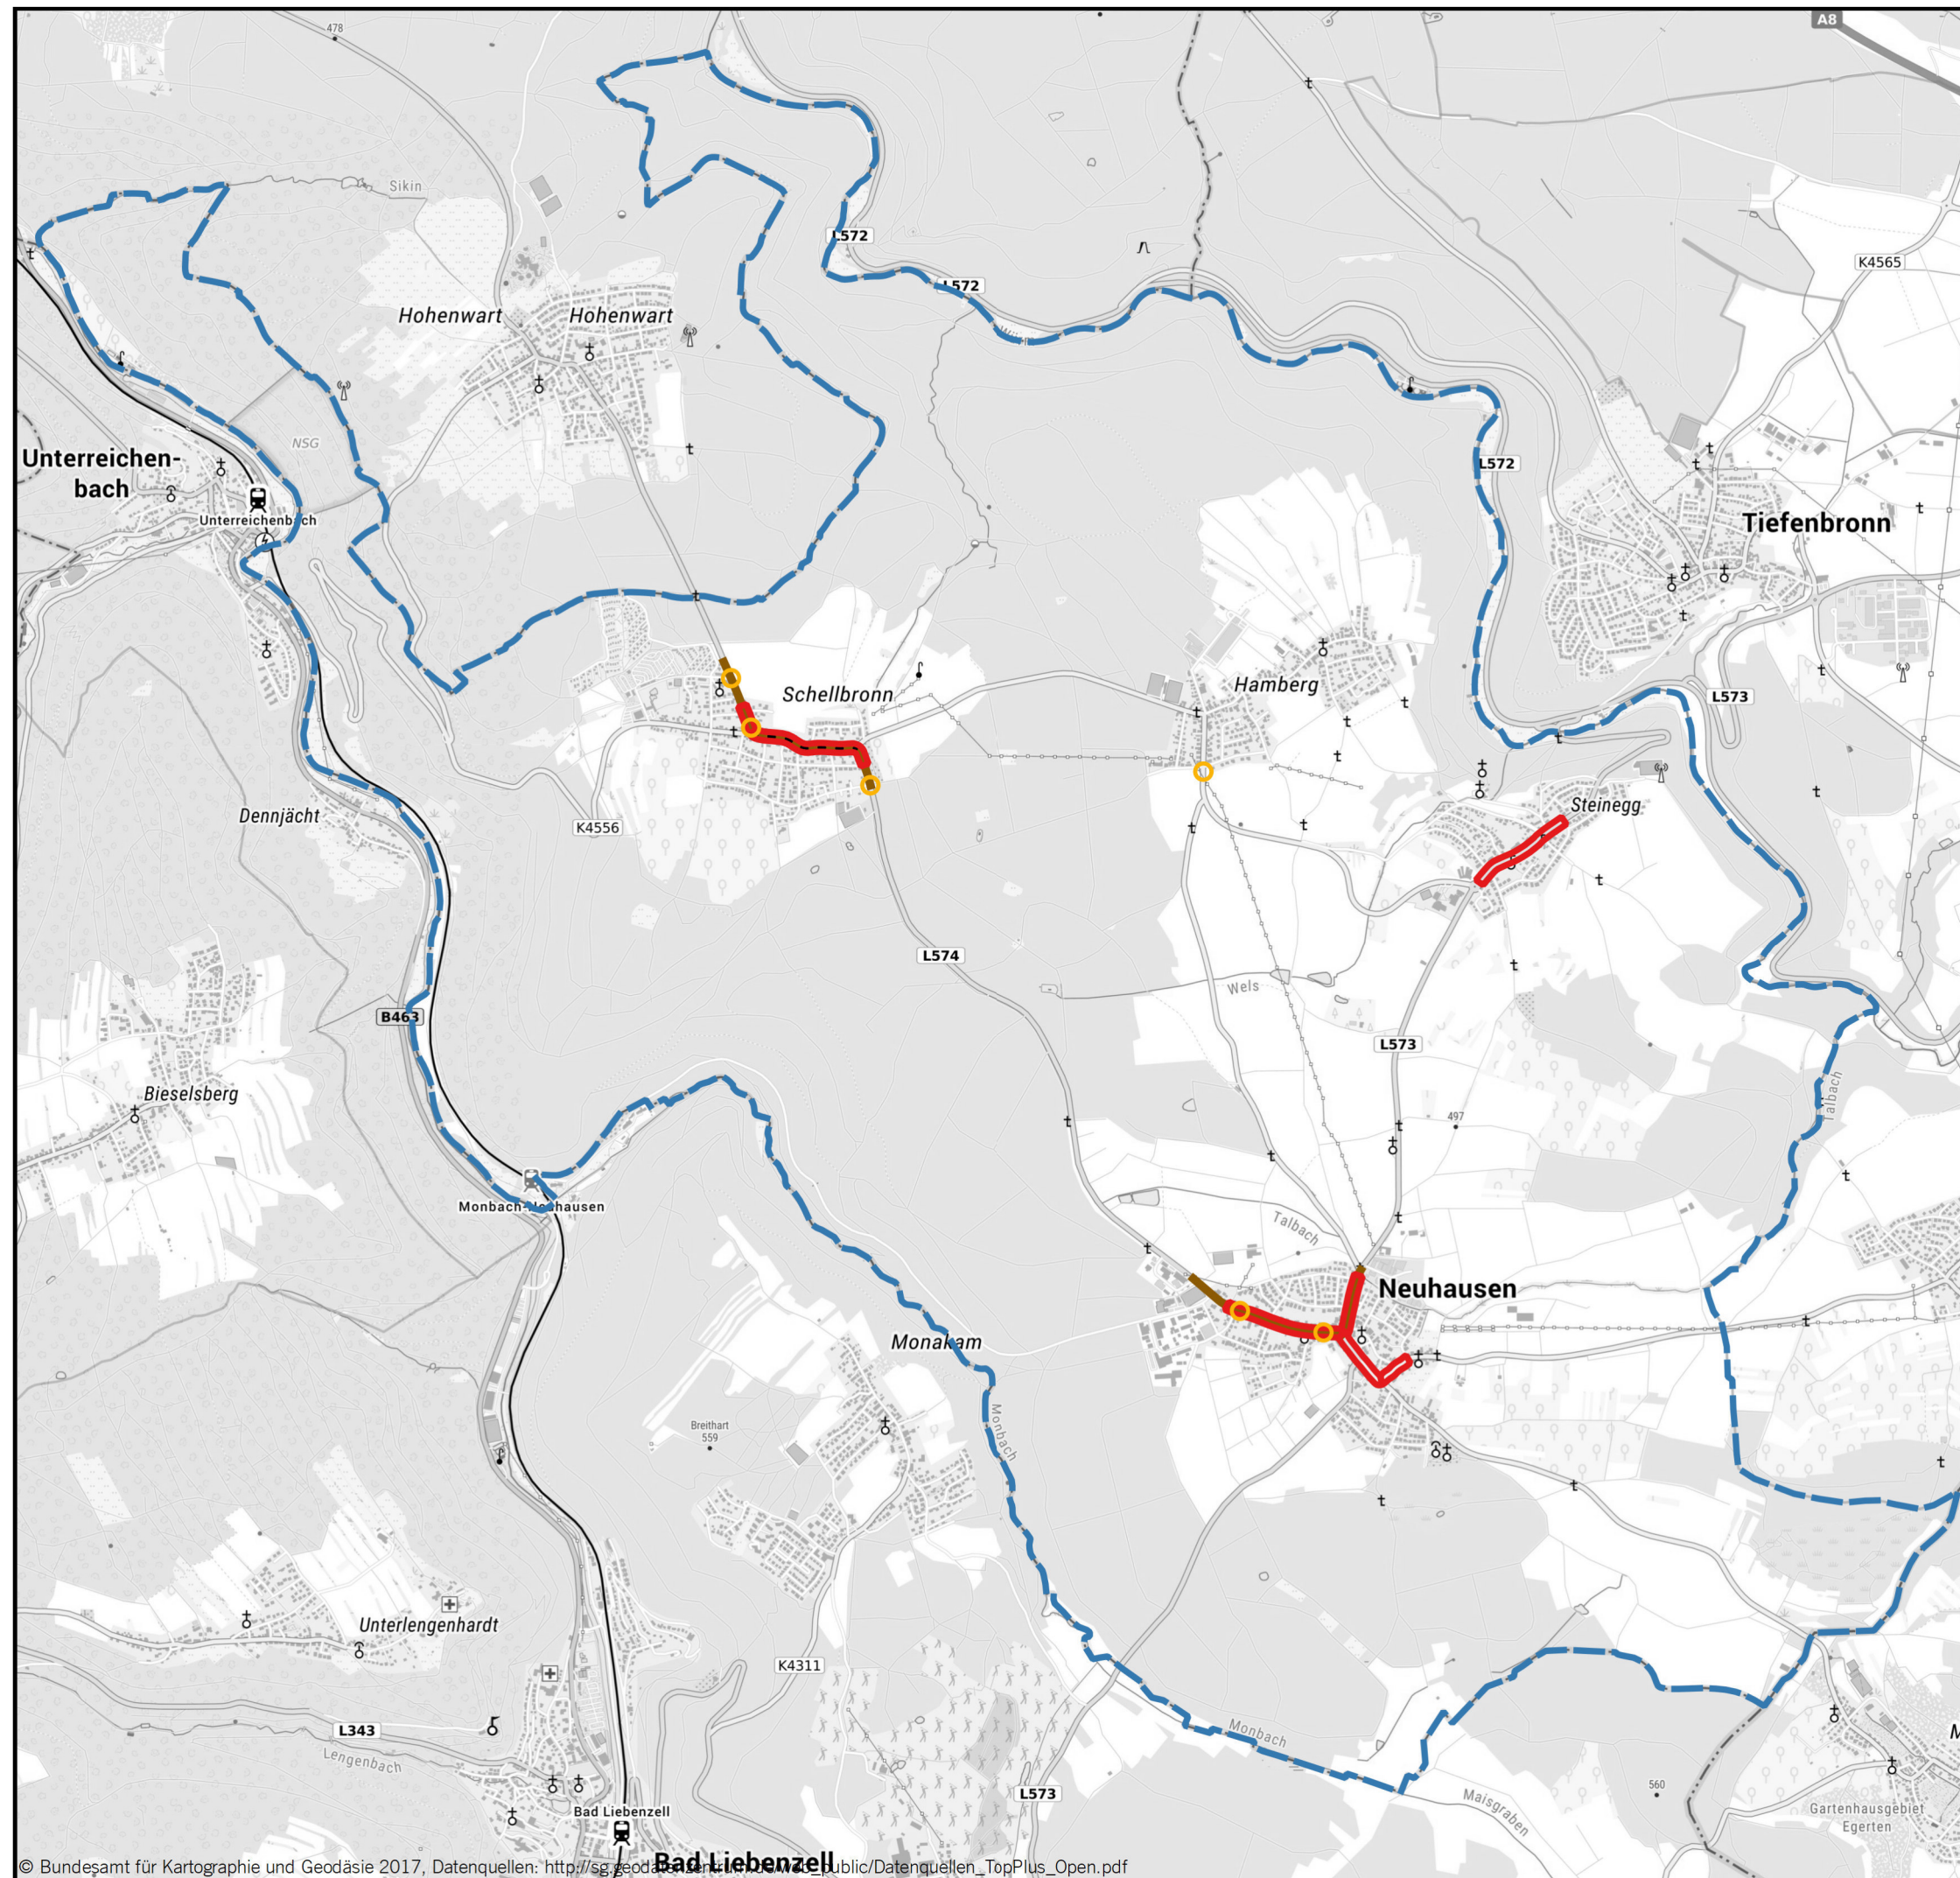 A8
478
Sikin
L572
K4565
L572
Hohenwart
Hohenwart
NSG
Unterreichen-
bach
L572
Unterreichenbach
Tiefenbronn
Hamberg
Schellbronn
L573
Steinegg
Dennjächt
K4556
L574
Wels
B463
L573
Bieselsberg
Talbach
497
Monbach-Neuhausen
Talbach
Neuhausen
Monakam
Monbach
Breithart
559
Unterlengenhardt
K4311
L343
Monbach
Lengenbach
560
L573
Maisgraben
Bad Liebenzell
Gartenhausgebiet
Egerten
Bad Liebenzell
© Bundesamt für Kartographie und Geodäsie 2017, Datenquellen: http://sg.geodatenzentrum.de/web_public/Datenquellen_TopPlus_Open.pdf